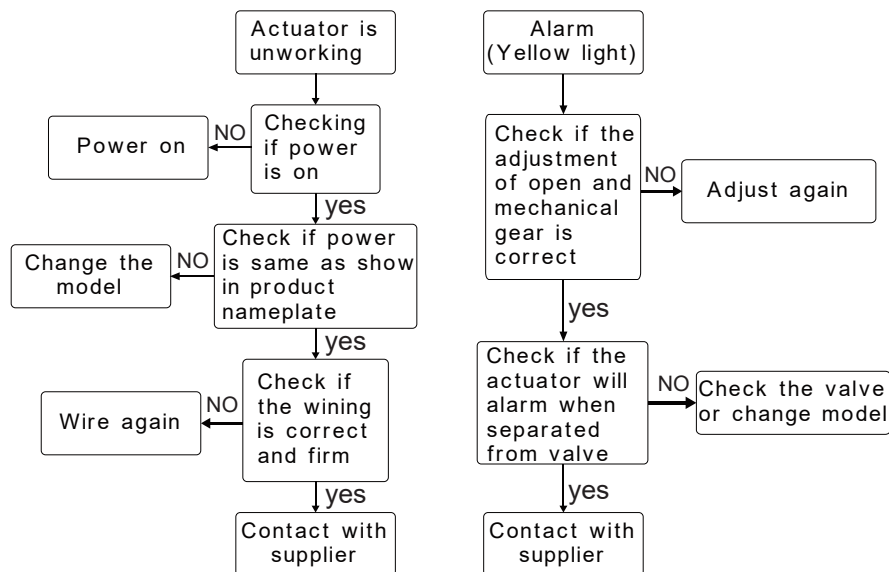 Actuator is
unworking
Checking
if power
is on
NO
Power on
yes
Check if power
is same as show
in product
nameplate
NO
Change the
model
yes
Check if
the wining
is correct
and firm
NO
Wire again
yes
Contact with
supplier
Alarm
(Yellow light)
Check if the
adjustment
of open and
mechanical
gear is
correct
NO
Adjust again
yes
Check if the
actuator will
alarm when
separated
from valve
NO
Check the valve
or change model
yes
Contact with
supplier